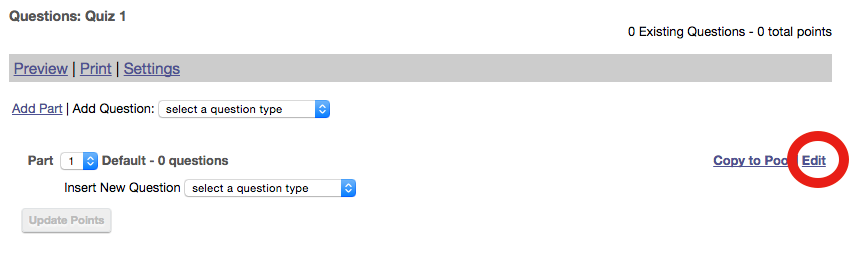 Questions: Quiz 1
0 Existing Questions - 0 total points
Preview | Print | Settings
Add Part | Add Question: select a question type
Part 1 Default - 0 questions Copy to Poo Edit
Insert New Question select a question type
Update Points